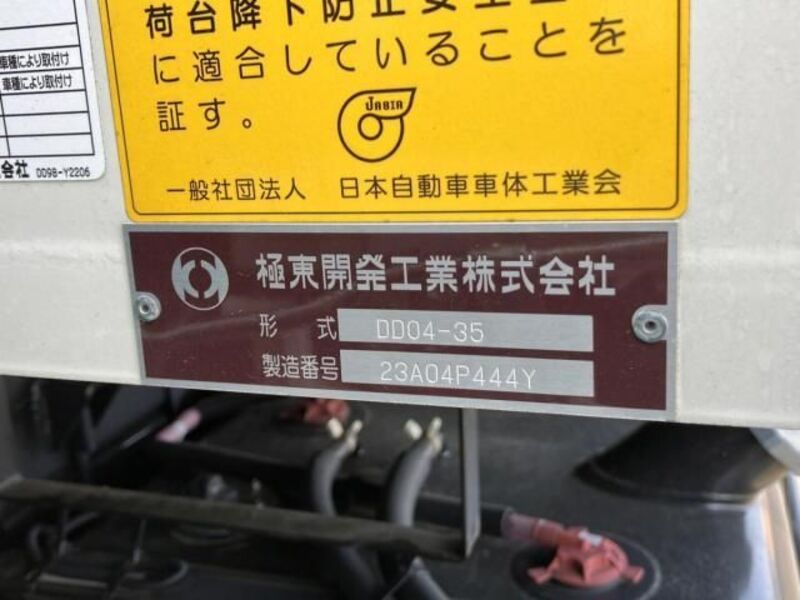 荷台降下防止安全
に適合していることを
証す。
JABIA
一般社団法人 日本自動車車体工業会
車種により取付け
車種により取付け
会社 DD98-Y2206
極東開発工業株式会社
形式 DD04-35
製造番号 23A04P444Y